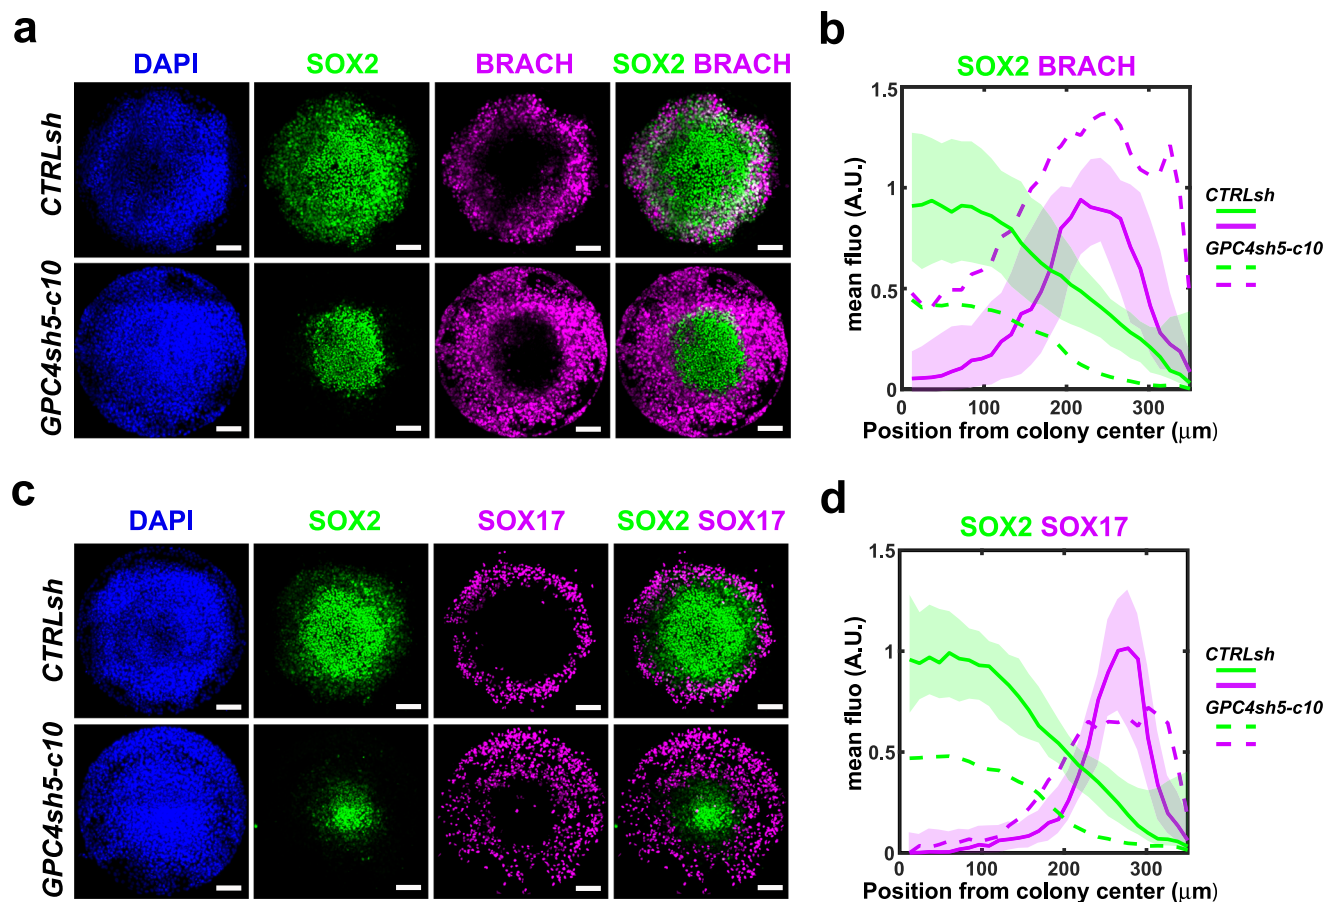 a
DAPI SOX2 BRACH SOX2 BRACH
CTRLsh
GPC4sh5-c10
b
SOX2 BRACH
1.5
1
0.5
0
mean fluo (A.U.)
0 100 200 300
Position from colony center (μm)
CTRLsh
GPC4sh5-c10
c
DAPI SOX2 SOX17 SOX2 SOX17
CTRLsh
GPC4sh5-c10
d
SOX2 SOX17
1.5
1
0.5
0
mean fluo (A.U.)
0 100 200 300
Position from colony center (μm)
CTRLsh
GPC4sh5-c10